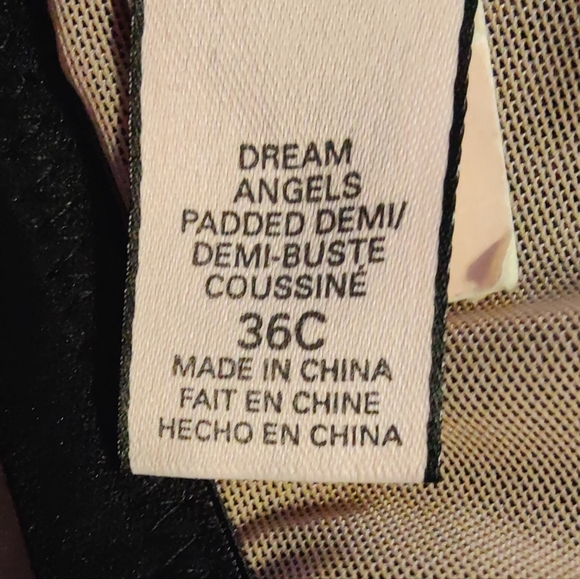 DREAM
ANGELS
PADDED DEMI/
DEMI-BUSTE
COUSSINÉ
36C
MADE IN CHINA
FAIT EN CHINE
HECHO EN CHINA